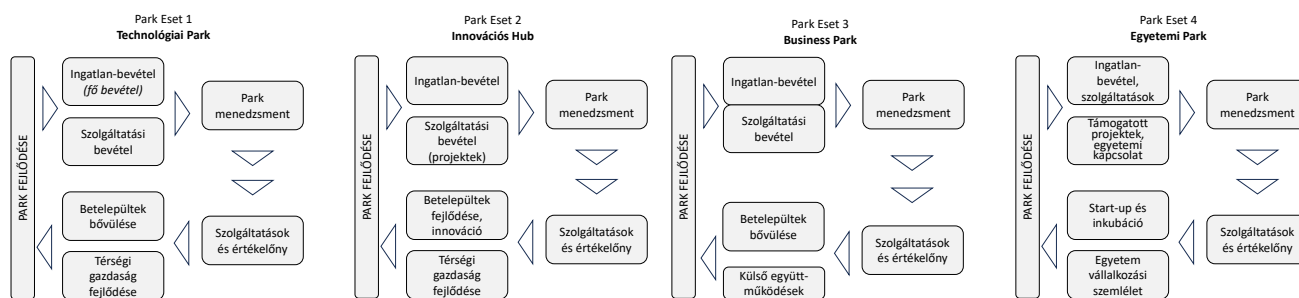 Park Eset 1
Technológiai Park
PARK FEJLŐDÉSE
Ingatlan-bevétel
(fő bevétel)
Szolgáltatási
bevétel
Park
menedzsment
Betelepültek
bővülése
Térségi
gazdaság
fejlődése
Szolgáltatások
és értékelőny
Park Eset 2
Innovációs Hub
PARK FEJLŐDÉSE
Ingatlan-bevétel
Szolgáltatási
bevétel
(projektek)
Park
menedzsment
Betelepültek
fejlődése,
innováció
Térségi
gazdaság
fejlődése
Szolgáltatások
és értékelőny
Park Eset 3
Business Park
PARK FEJLŐDÉSE
Ingatlan-bevétel
Szolgáltatási
bevétel
Park
menedzsment
Betelepültek
bővülése
Külső együtt-
működések
Szolgáltatások
és értékelőny
Park Eset 4
Egyetemi Park
PARK FEJLŐDÉSE
Ingatlan-
bevétel,
szolgáltatások
Támogatott
projektek,
egyetemi
kapcsolat
Park
menedzsment
Start-up és
inkubáció
Egyetem
vállalkozási
szemlélet
Szolgáltatások
és értékelőny